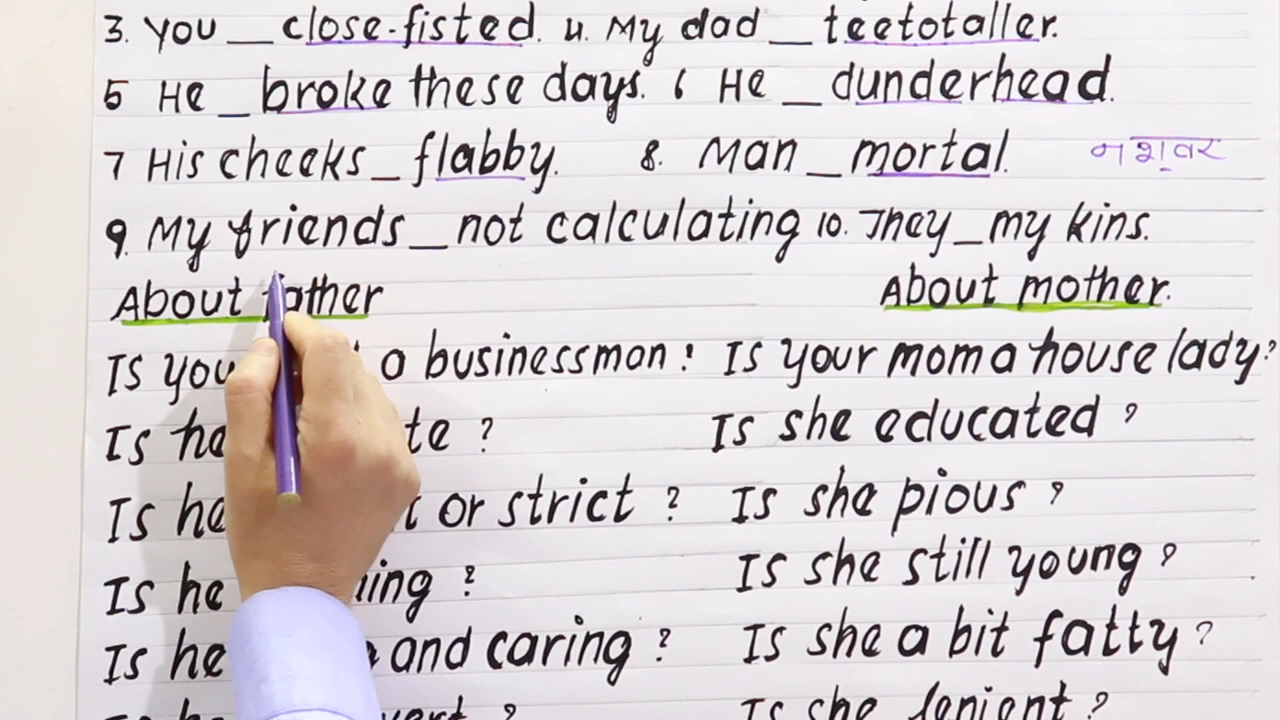 3. You __ close-fisted. 4. My dad __ teetotaller.
5 He _ broke these days. 6 He __ dunderhead.
7 His cheeks _ flabby. 8. Man _ mortal. नश्वर
9. My friends _ not calculating 10. They _ my kins.
About father About mother.
Is a businessman? Is your mom a house lady?
Is he ? Is she educated?
Is he or strict? Is she pious?
Is he ? Is she still young?
Is he and caring? Is she a bit fatty?
Is she lenient?